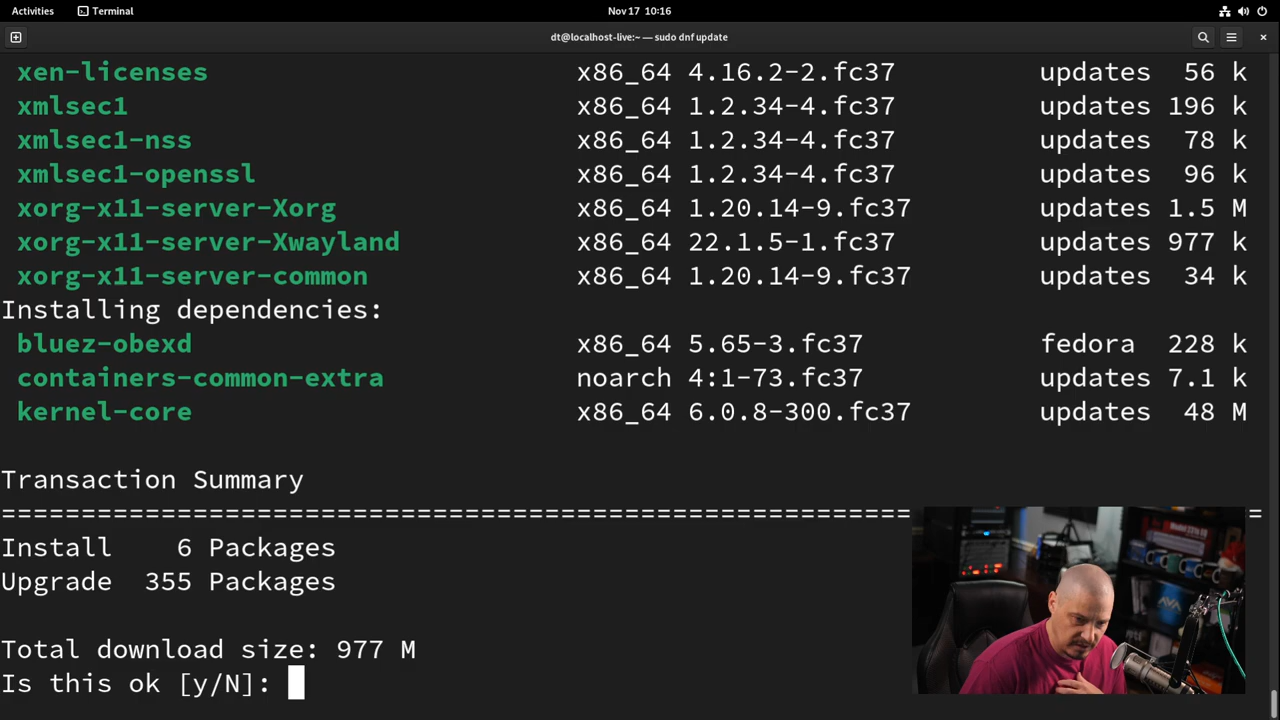 Activities Terminal Nov 17 10:16
dt@localhost-live:~ — sudo dnf update
xen-licenses x86_64 4.16.2-2.fc37 updates 56 k
xmlsec1 x86_64 1.2.34-4.fc37 updates 196 k
xmlsec1-nss x86_64 1.2.34-4.fc37 updates 78 k
xmlsec1-openssl x86_64 1.2.34-4.fc37 updates 96 k
xorg-x11-server-Xorg x86_64 1.20.14-9.fc37 updates 1.5 M
xorg-x11-server-Xwayland x86_64 22.1.5-1.fc37 updates 977 k
xorg-x11-server-common x86_64 1.20.14-9.fc37 updates 34 k
Installing dependencies:
bluez-obexd x86_64 5.65-3.fc37 fedora 228 k
containers-common-extra noarch 4:1-73.fc37 updates 7.1 k
kernel-core x86_64 6.0.8-300.fc37 updates 48 M
Transaction Summary
================================================================================
Install 6 Packages
Upgrade 355 Packages
Total download size: 977 M
Is this ok [y/N]:
AVA